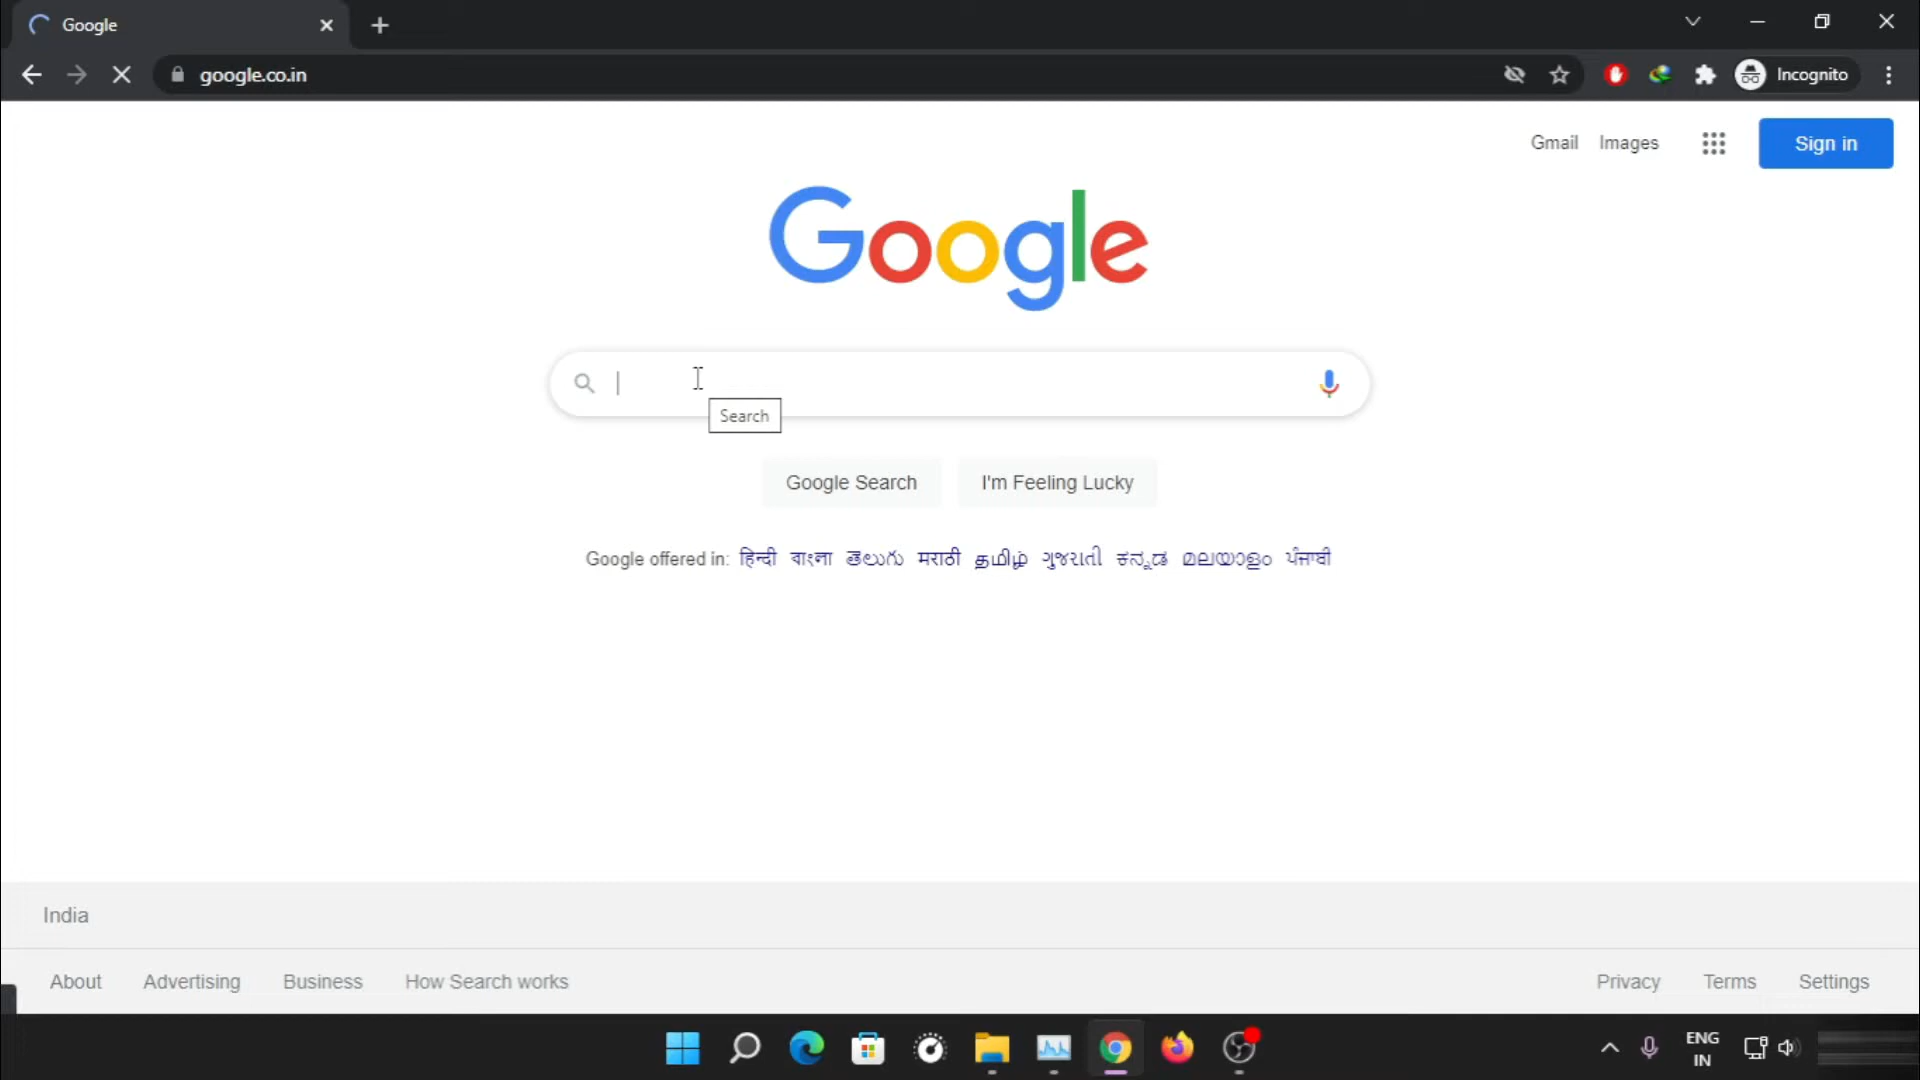 Google
google.co.in
Incognito
Gmail Images
Sign in
Google
Search
Google Search I'm Feeling Lucky
Google offered in: हिन्दी বাংলা తెలుగు मराठी தமிழ் ગુજરાતી ಕನ್ನಡ മലയാളം ਪੰਜਾਬੀ
India
About Advertising Business How Search works Privacy Terms Settings
ENG
IN